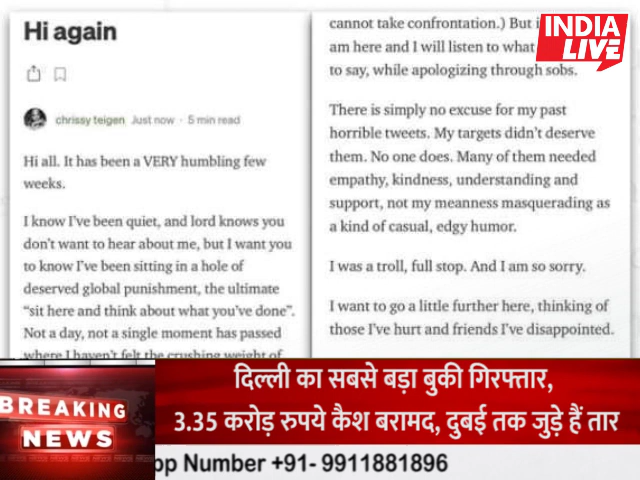 Hi again
chrissy teigen Just now · 5 min read
Hi all. It has been a VERY humbling few
weeks.
I know I've been quiet, and lord knows you
don't want to hear about me, but I want you
to know I've been sitting in a hole of
deserved global punishment, the ultimate
“sit here and think about what you've done”.
Not a day, not a single moment has passed
where I haven't felt the crushing weight of
cannot take confrontation.) But
am here and I will listen to what
to say, while apologizing through sobs.
There is simply no excuse for my past
horrible tweets. My targets didn't deserve
them. No one does. Many of them needed
empathy, kindness, understanding and
support, not my meanness masquerading as
a kind of casual, edgy humor.
I was a troll, full stop. And I am so sorry.
I want to go a little further here, thinking of
those I've hurt and friends I've disappointed.
INDIA
LIVE
BREAKING
NEWS
दिल्ली का सबसे बड़ा बुकी गिरफ्तार,
3.35 करोड़ रुपये कैश बरामद, दुबई तक जुड़े हैं तार
pp Number +91- 9911881896